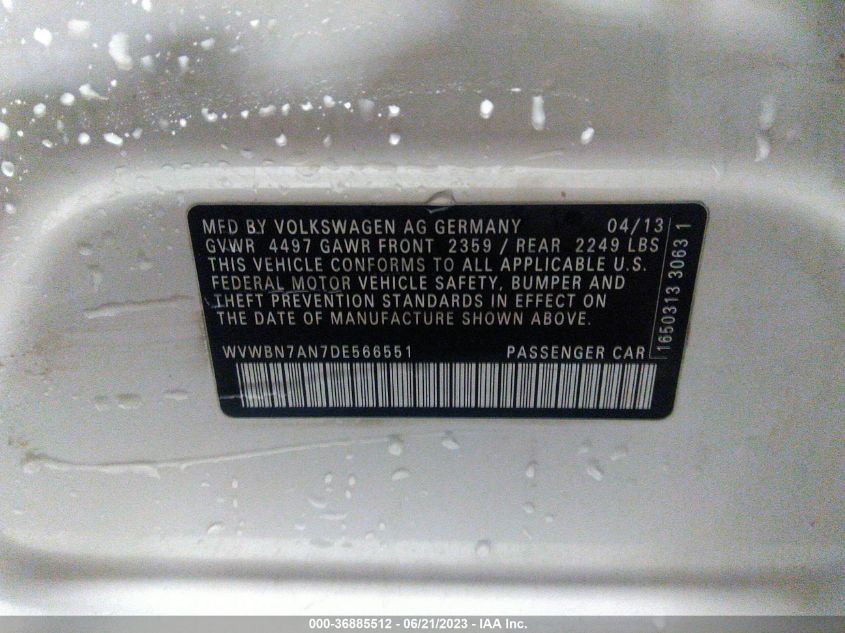 MFD BY VOLKSWAGEN AG GERMANY 04/13
GVWR 4497 GAWR FRONT 2359 / REAR 2249 LBS
THIS VEHICLE CONFORMS TO ALL APPLICABLE U.S.
FEDERAL MOTOR VEHICLE SAFETY, BUMPER AND
THEFT PREVENTION STANDARDS IN EFFECT ON
THE DATE OF MANUFACTURE SHOWN ABOVE.
WVWBN7AN7DE566551 PASSENGER CAR
1650313 3063 1
000-36885512 - 06/21/2023 - IAA Inc.